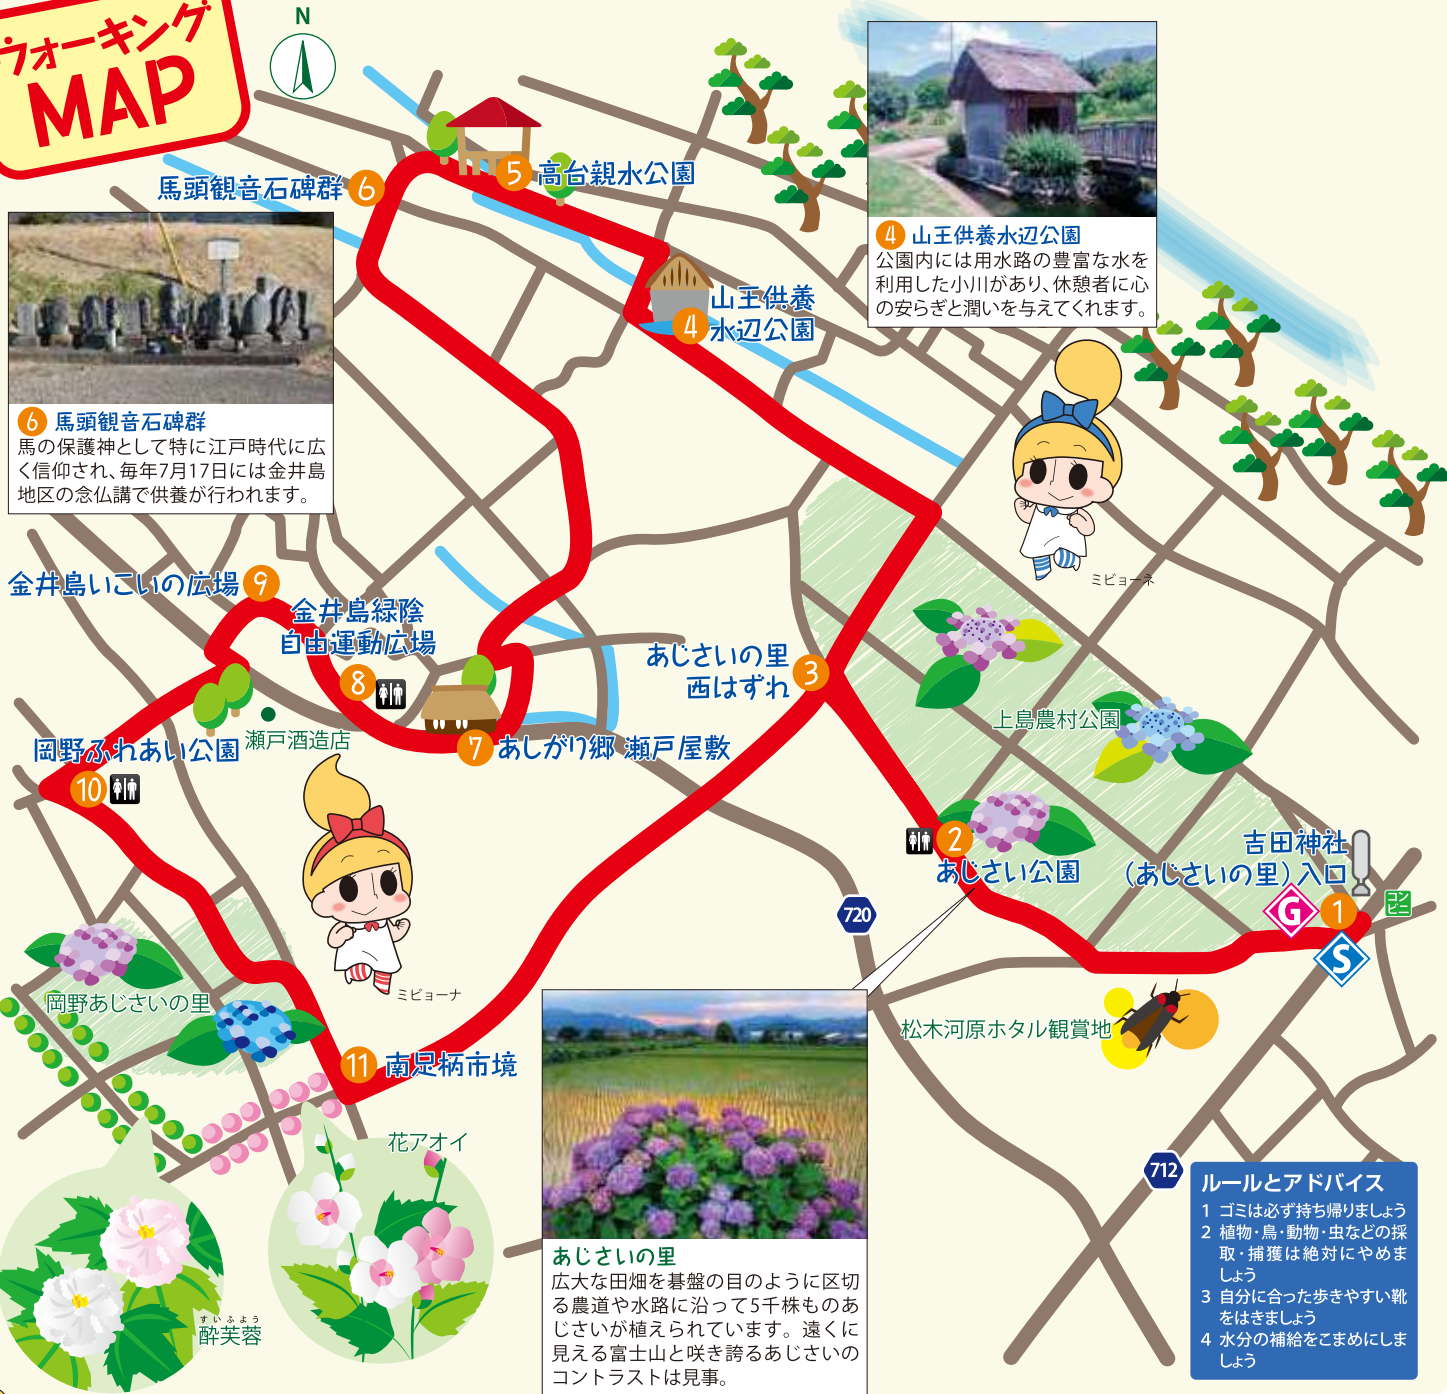 ウォーキング
MAP
N
馬頭観音石碑群 6
5 高台親水公園
4 山王供養水辺公園
公園内には用水路の豊富な水を
利用した小川があり、休憩者に心
の安らぎと潤いを与えてくれます。
山王供養
4 水辺公園
6 馬頭観音石碑群
馬の保護神として特に江戸時代に広
く信仰され、毎年7月17日には金井島
地区の念仏講で供養が行われます。
ミビョーネ
金井島いこいの広場 9
金井島緑陰
自由運動広場
8
あじさいの里
西はずれ
3
上島農村公園
瀬戸酒造店
7 あしがり郷 瀬戸屋敷
岡野ふれあい公園
10
2
あじさい公園
吉田神社
(あじさいの里)入口
コン
ビニ
G
1
S
720
ミビョーナ
岡野あじさいの里
松木河原ホタル観賞地
11 南足柄市境
花アオイ
712
すいふよう
酔芙蓉
あじさいの里
広大な田畑を碁盤の目のように区切
る農道や水路に沿って5千株ものあ
じさいが植えられています。遠くに
見える富士山と咲き誇るあじさいの
コントラストは見事。
ルールとアドバイス
1 ゴミは必ず持ち帰りましょう
2 植物・鳥・動物・虫などの採
取・捕獲は絶対にやめま
しょう
3 自分に合った歩きやすい靴
をはきましょう
4 水分の補給をこまめにしま
しょう